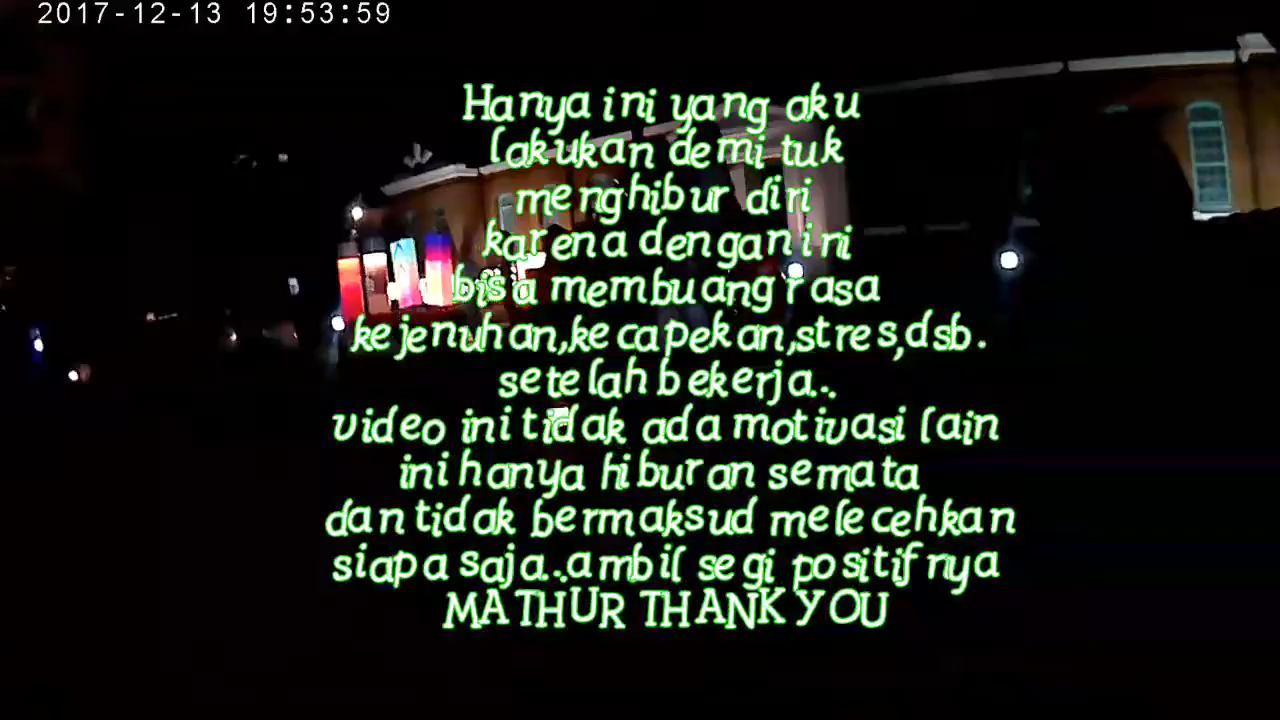 2017-12-13 19:53:59
Hanya ini yang aku
lakukan demi tuk
menghibur diri
karena dengan ini
bisa membuang rasa
kejenuhan,kecapekan,stres,dsb.
setelah bekerja..
video ini tidak ada motivasi lain
ini hanya hiburan semata
dan tidak bermaksud melecehkan
siapa saja..ambil segi positifnya
MATHUR THANK YOU